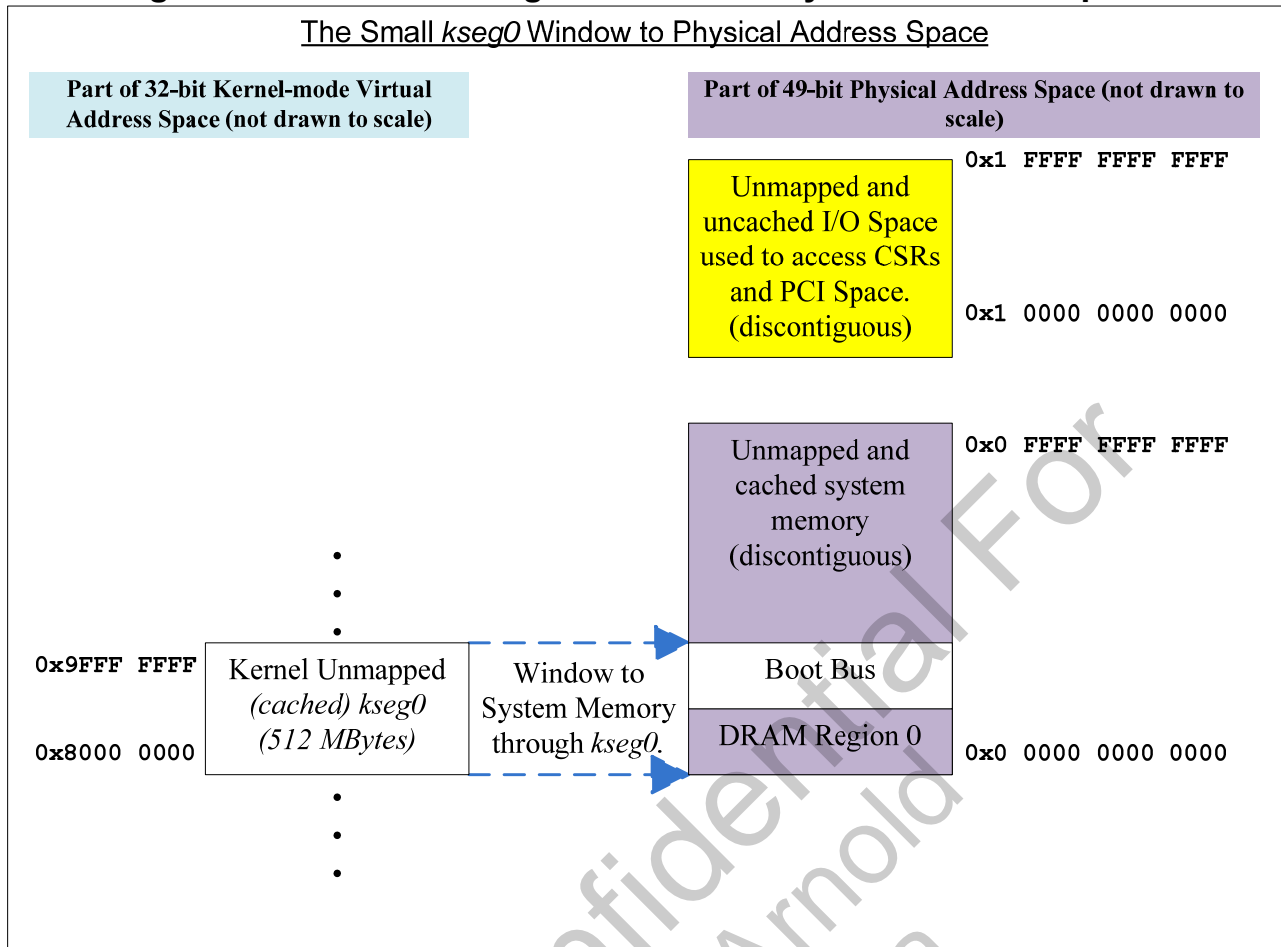 The Small kseg0 Window to Physical Address Space
Part of 32-bit Kernel-mode Virtual
Address Space (not drawn to scale)
Part of 49-bit Physical Address Space (not drawn to
scale)
0x1 FFFF FFFF FFFF
Unmapped and
uncached I/O Space
used to access CSRs
and PCI Space.
(discontiguous)
0x1 0000 0000 0000
0x0 FFFF FFFF FFFF
Unmapped and
cached system
memory
(discontiguous)
0x9FFF FFFF
Kernel Unmapped
(cached) kseg0
(512 MBytes)
0x8000 0000
Window to
System Memory
through kseg0.
Boot Bus
DRAM Region 0
0x0 0000 0000 0000
For
Arnold